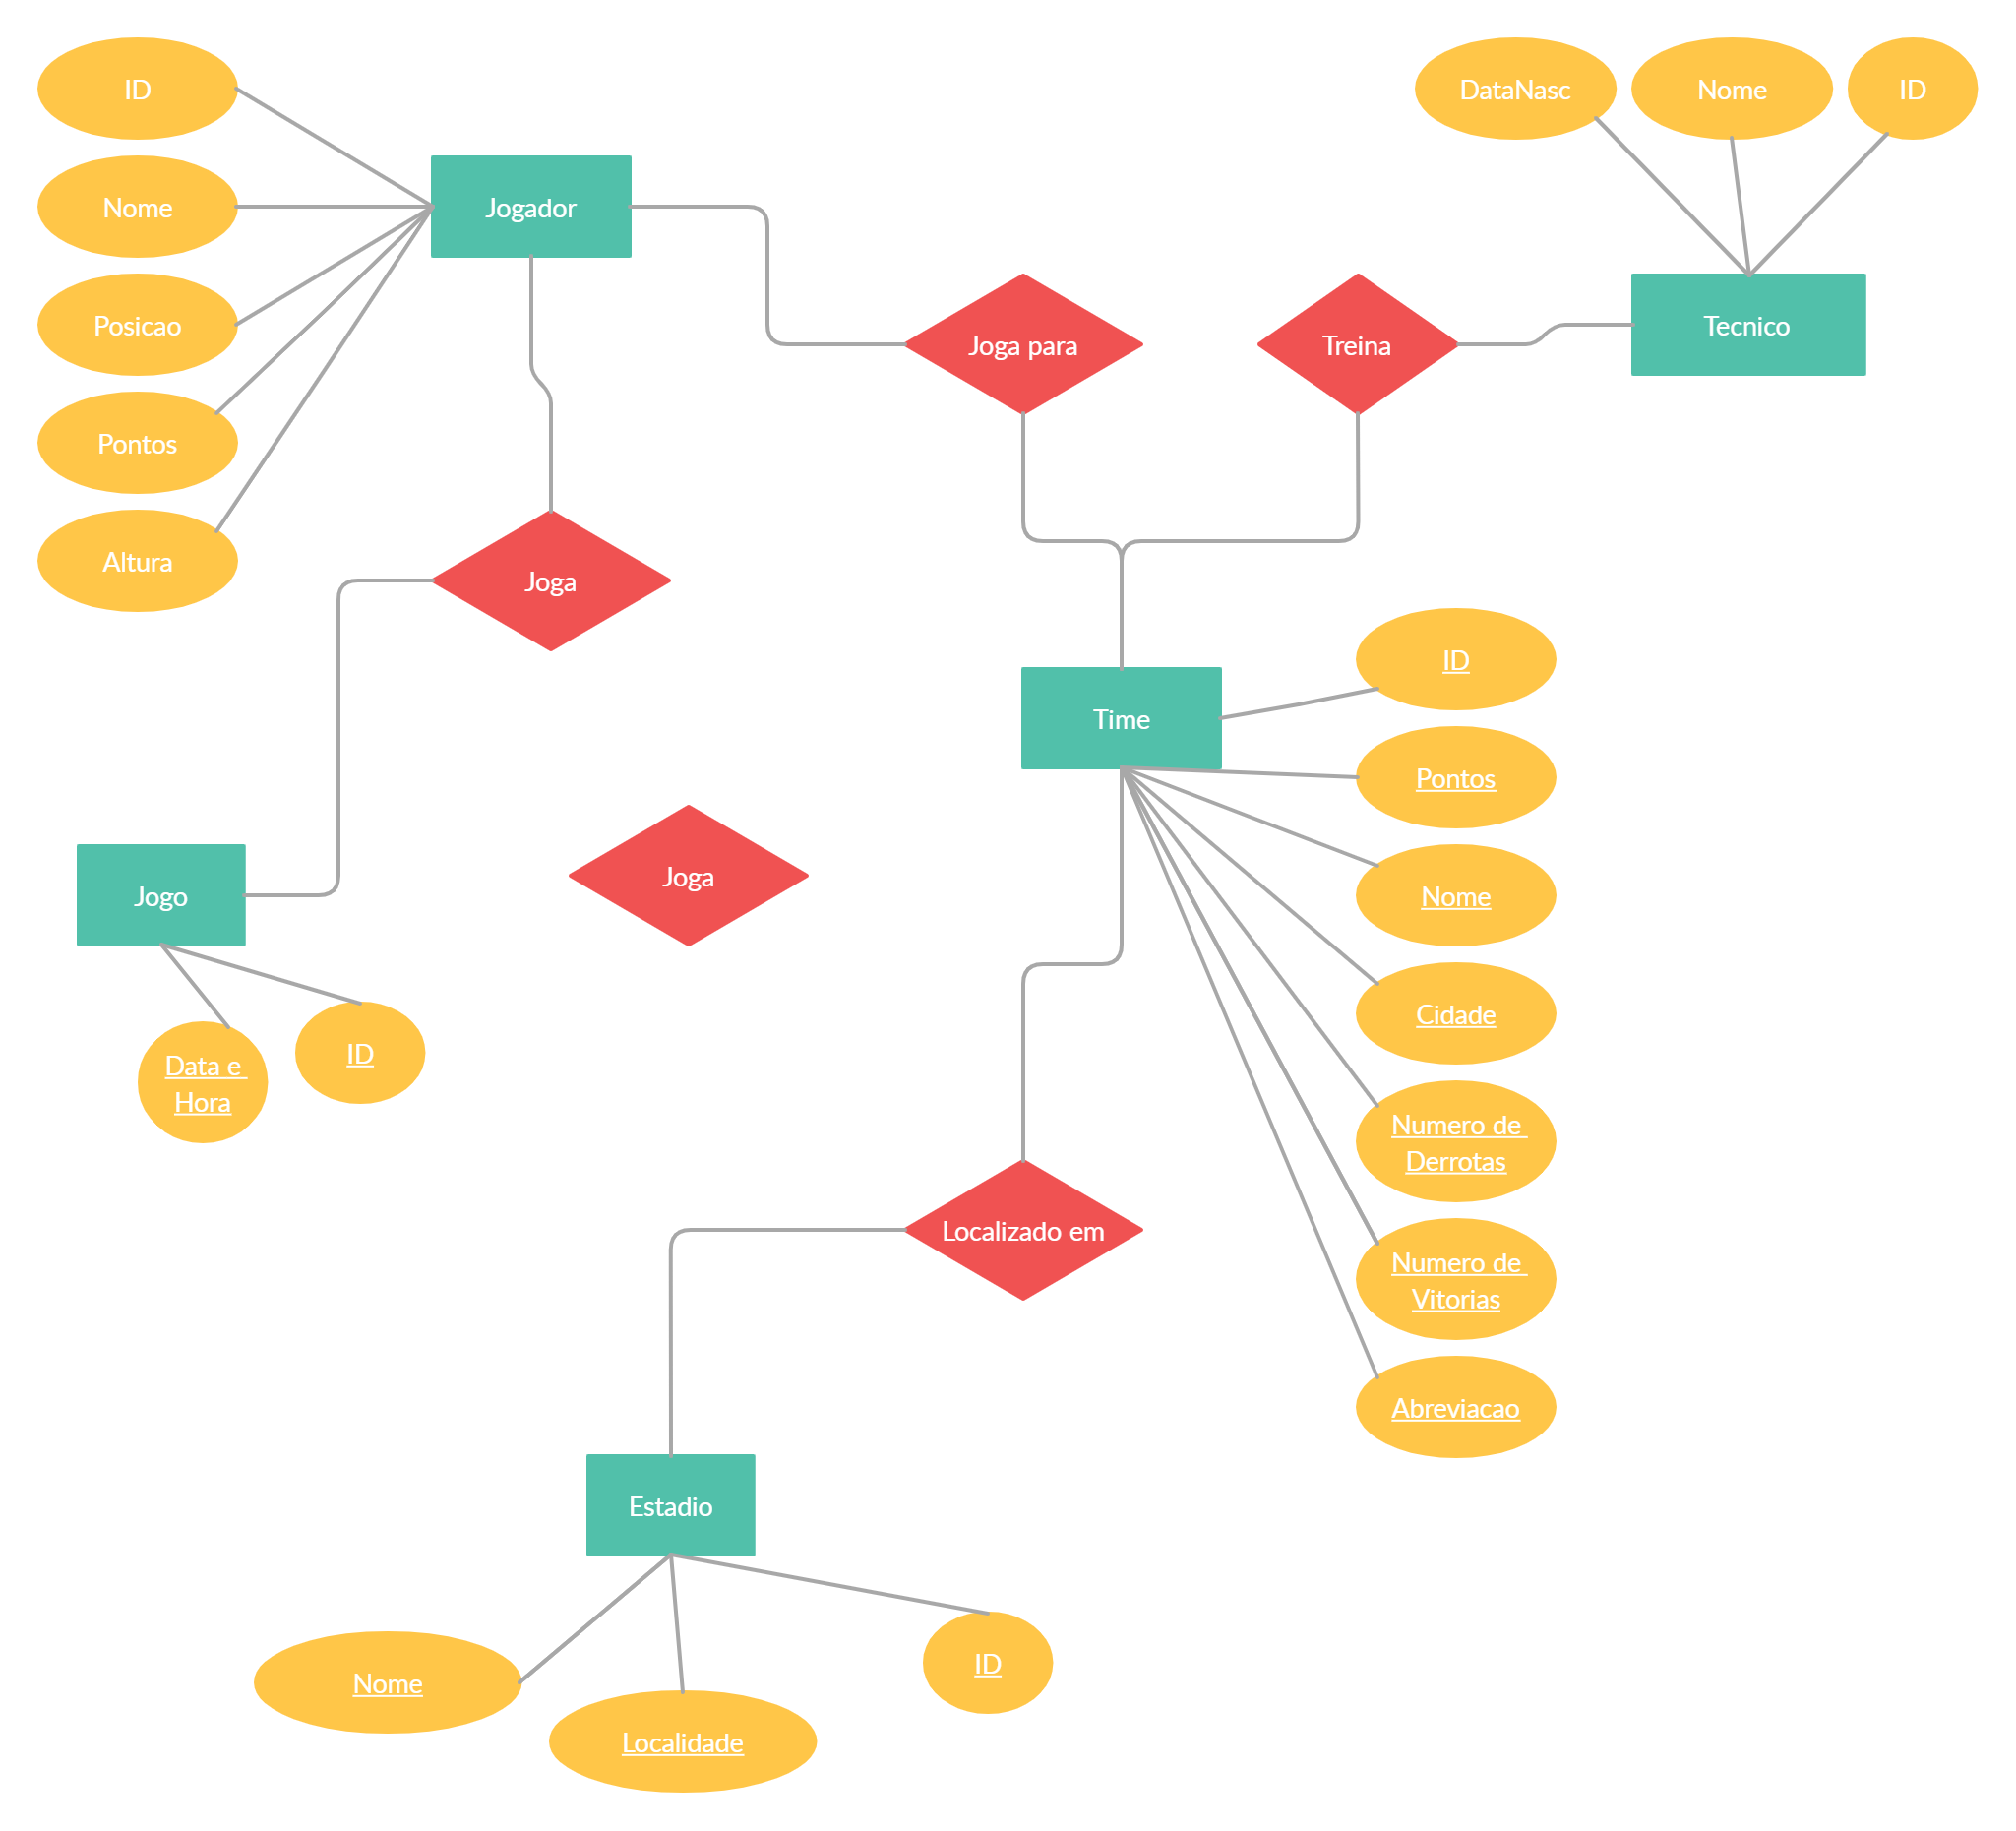 ID
DataNasc
Nome
ID
Nome
Jogador
Posicao
Tecnico
Joga para
Treina
Pontos
Altura
Joga
ID
Time
Pontos
Joga
Jogo
Nome
Cidade
ID
Data e
Hora
Numero de
Derrotas
Localizado em
Numero de
Vitorias
Abreviacao
Estadio
ID
Nome
Localidade